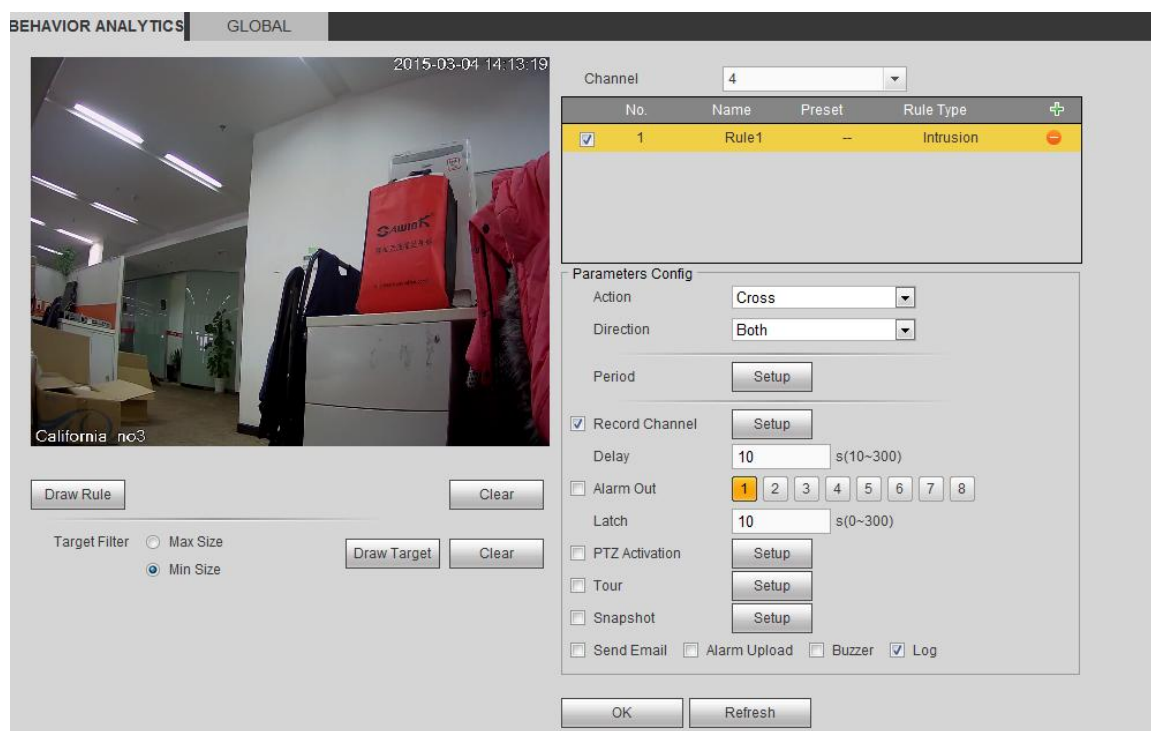 BEHAVIOR ANALYTICS GLOBAL
2015-03-04 14:13:19
California no3
Draw Rule Clear
Target Filter Max Size
Min Size
Draw Target Clear
Channel 4
No. Name Preset Rule Type
1 Rule1 -- Intrusion
Parameters Config
Action Cross
Direction Both
Period Setup
Record Channel Setup
Delay 10 s(10~300)
Alarm Out 1 2 3 4 5 6 7 8
Latch 10 s(0~300)
PTZ Activation Setup
Tour Setup
Snapshot Setup
Send Email Alarm Upload Buzzer Log
OK Refresh